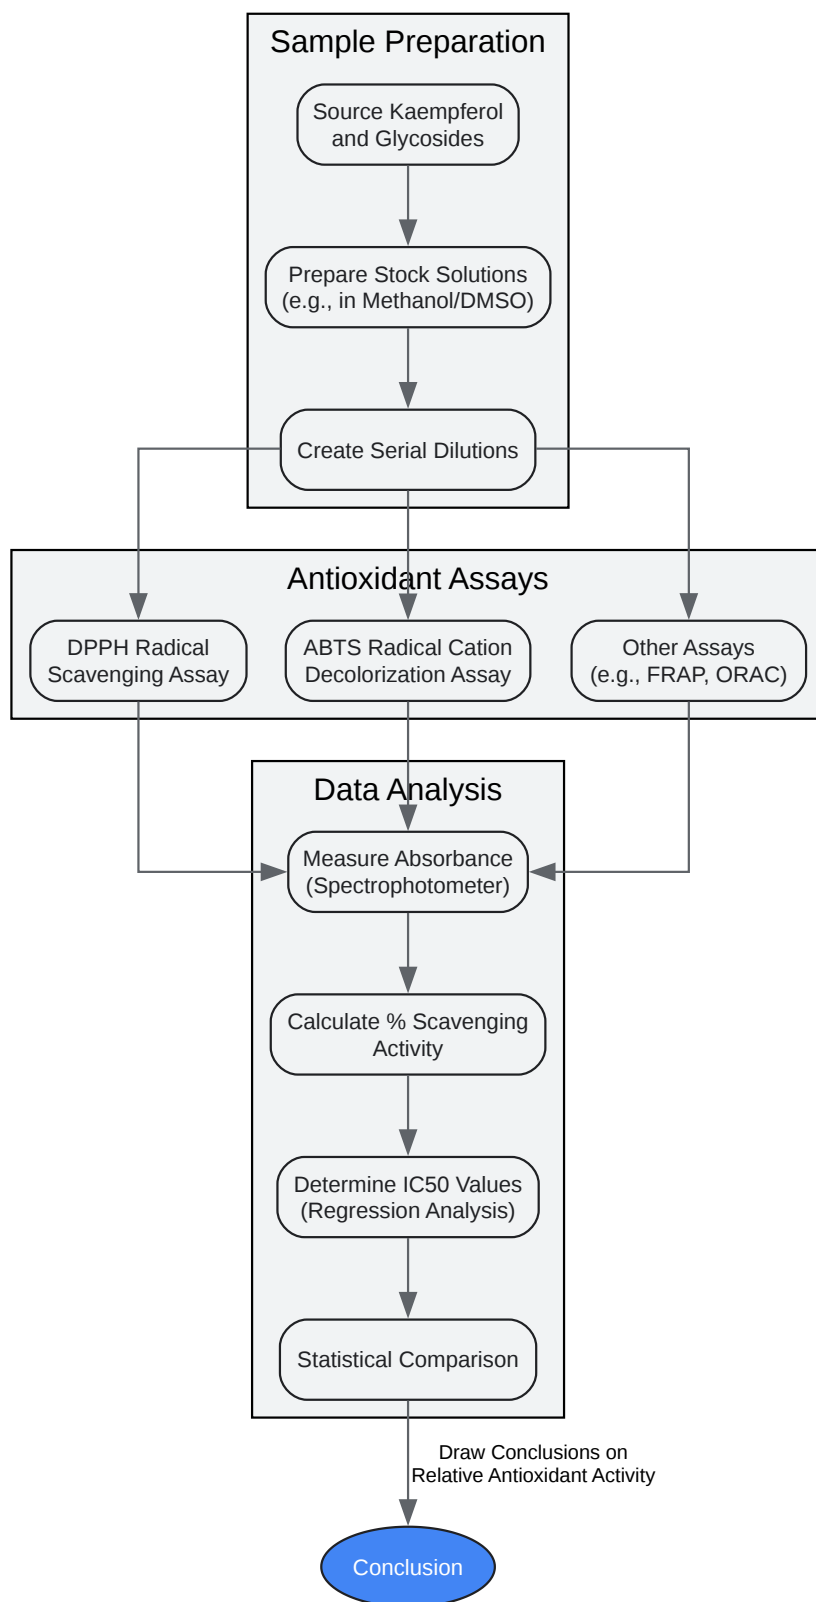 Sample Preparation
Source Kaempferol
and Glycosides
Prepare Stock Solutions
(e.g., in Methanol/DMSO)
Create Serial Dilutions
Antioxidant Assays
DPPH Radical
Scavenging Assay
ABTS Radical Cation
Decolorization Assay
Other Assays
(e.g., FRAP, ORAC)
Data Analysis
Measure Absorbance
(Spectrophotometer)
Calculate % Scavenging
Activity
Determine IC50 Values
(Regression Analysis)
Statistical Comparison
Draw Conclusions on
Relative Antioxidant Activity
Conclusion